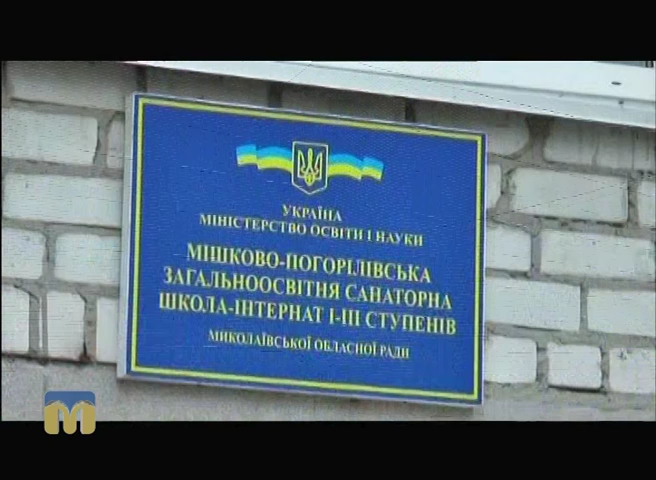 УКРАЇНА
МІНІСТЕРСТВО ОСВІТИ І НАУКИ
МІШКОВО-ПОГОРІЛІВСЬКА
ЗАГАЛЬНООСВІТНЯ САНАТОРНА
ШКОЛА-ІНТЕРНАТ І-ІІІ СТУПЕНІВ
МИКОЛАЇВСЬКОЇ ОБЛАСНОЇ РАДИ
M